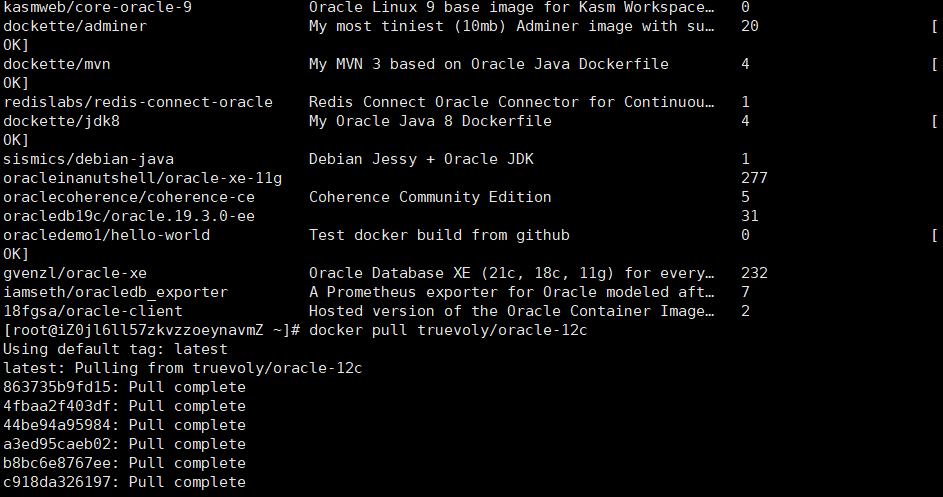 kasmweb/core-oracle-9             Oracle Linux 9 base image for Kasm Workspace…   0
dockette/adminer                  My most tiniest (10mb) Adminer image with su…   20                   [
OK]
dockette/mvn                      My MVN 3 based on Oracle Java Dockerfile        4                    [
OK]
redislabs/redis-connect-oracle    Redis Connect Oracle Connector for Continuou…   1
dockette/jdk8                     My Oracle Java 8 Dockerfile                     4                    [
OK]
sismics/debian-java               Debian Jessy + Oracle JDK                       1
oracleinanutshell/oracle-xe-11g                                                   277
oraclecoherence/coherence-ce      Coherence Community Edition                     5
oracledb19c/oracle.19.3.0-ee                                                      31
oracledemo1/hello-world           Test docker build from github                   0                    [
OK]
gvenzl/oracle-xe                  Oracle Database XE (21c, 18c, 11g) for every…   232
iamseth/oracledb_exporter         A Prometheus exporter for Oracle modeled aft…   7
18fgsa/oracle-client              Hosted version of the Oracle Container Image…   2
[root@iZ0jl6ll57zkvzzoeynavmZ ~]# docker pull truevoly/oracle-12c
Using default tag: latest
latest: Pulling from truevoly/oracle-12c
863735b9fd15: Pull complete
4fbaa2f403df: Pull complete
44be94a95984: Pull complete
a3ed95caeb02: Pull complete
b8bc6e8767ee: Pull complete
c918da326197: Pull complete